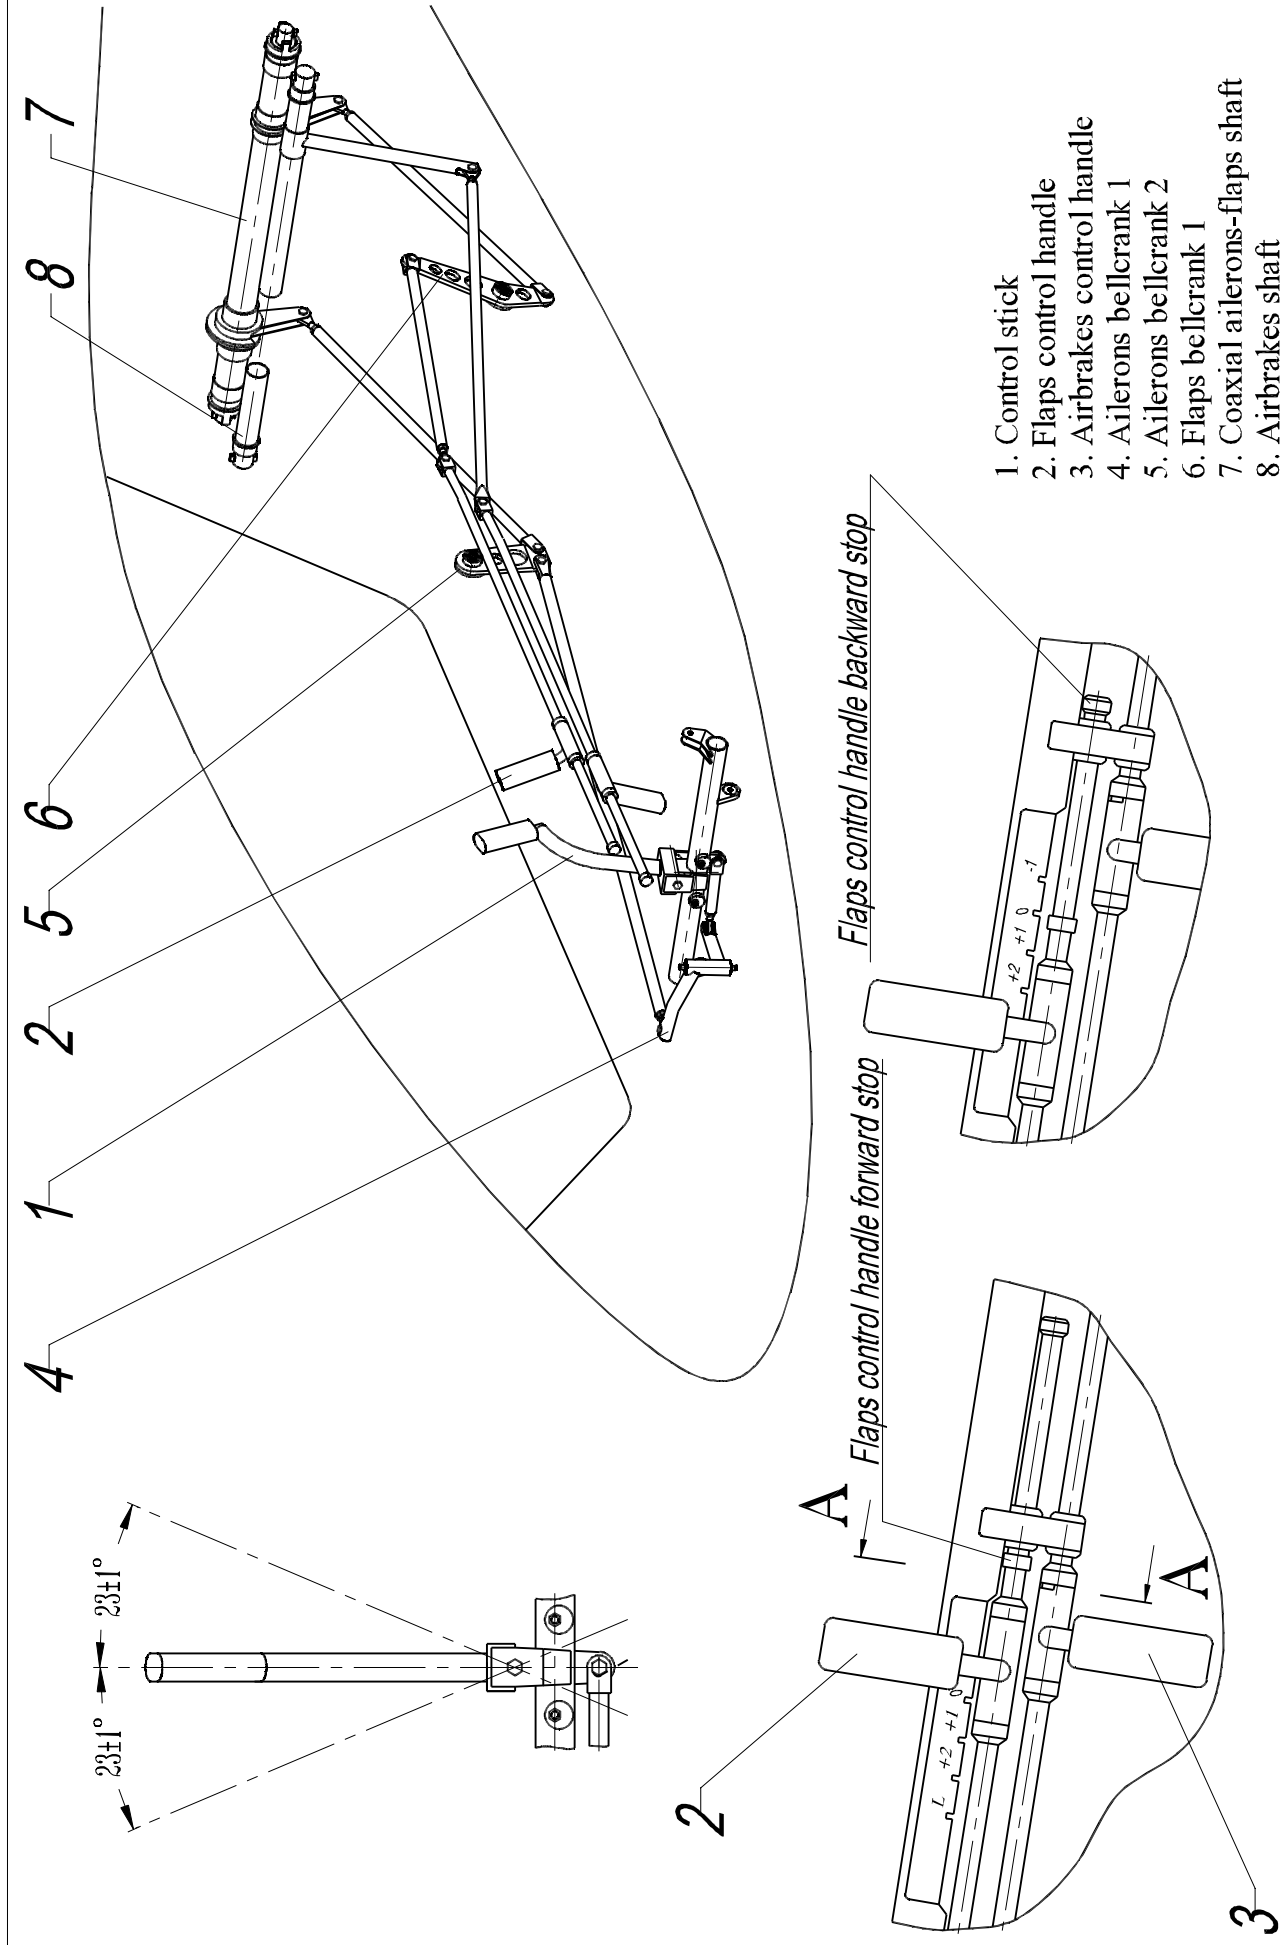 4 1 2 5 6 8 7
23±1° 23±1°
2
A
Flaps control handle forward stop
Flaps control handle backward stop
L +2 +1 0
+2 +1 0 -1
A
3
1. Control stick
2. Flaps control handle
3. Airbrakes control handle
4. Ailerons bellcrank 1
5. Ailerons bellcrank 2
6. Flaps bellcrank 1
7. Coaxial ailerons-flaps shaft
8. Airbrakes shaft